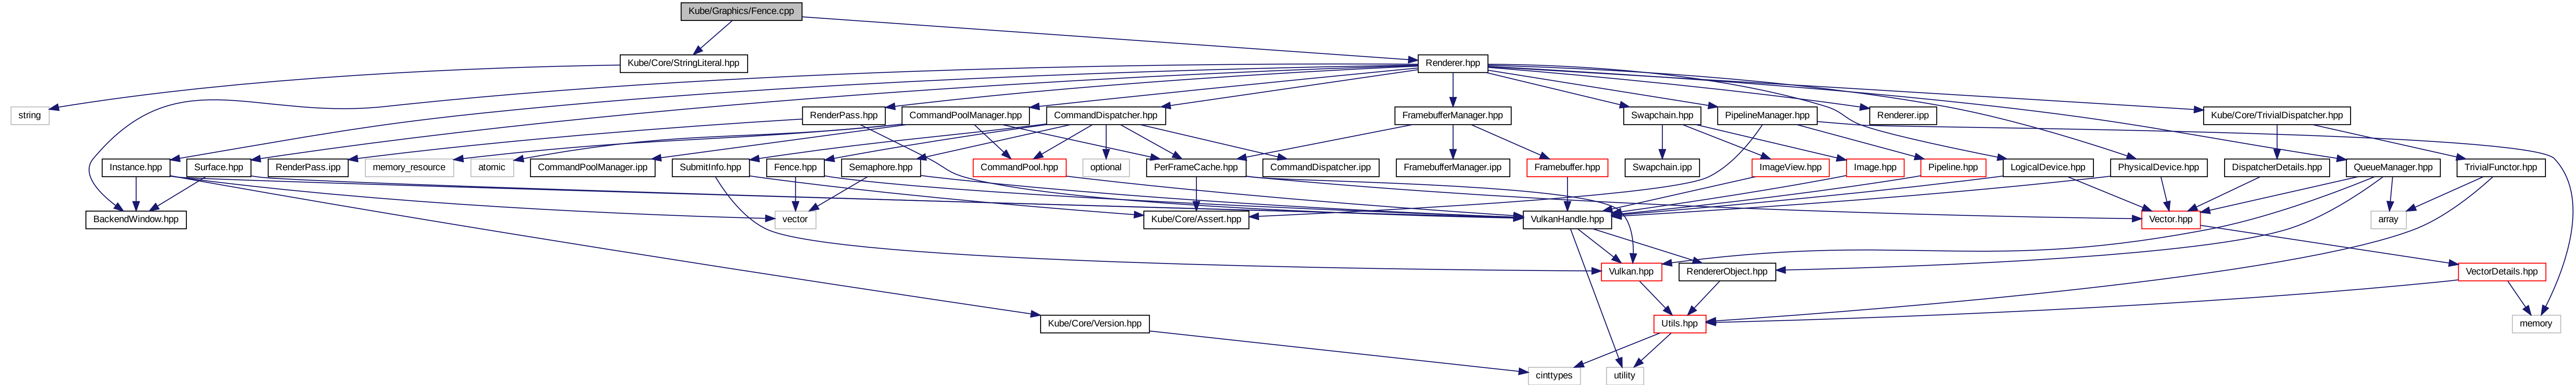 Kube/Graphics/Fence.cpp
Kube/Core/StringLiteral.hpp
Renderer.hpp
string
RenderPass.hpp
CommandPoolManager.hpp
CommandDispatcher.hpp
FramebufferManager.hpp
Swapchain.hpp
PipelineManager.hpp
Renderer.ipp
Kube/Core/TrivialDispatcher.hpp
Instance.hpp
Surface.hpp
RenderPass.ipp
memory_resource
atomic
CommandPoolManager.ipp
SubmitInfo.hpp
Fence.hpp
Semaphore.hpp
CommandPool.hpp
optional
PerFrameCache.hpp
CommandDispatcher.ipp
FramebufferManager.ipp
Framebuffer.hpp
Swapchain.ipp
ImageView.hpp
Image.hpp
Pipeline.hpp
LogicalDevice.hpp
PhysicalDevice.hpp
DispatcherDetails.hpp
QueueManager.hpp
TrivialFunctor.hpp
BackendWindow.hpp
vector
Kube/Core/Assert.hpp
VulkanHandle.hpp
Vector.hpp
array
Vulkan.hpp
RendererObject.hpp
VectorDetails.hpp
Kube/Core/Version.hpp
Utils.hpp
memory
cinttypes
utility